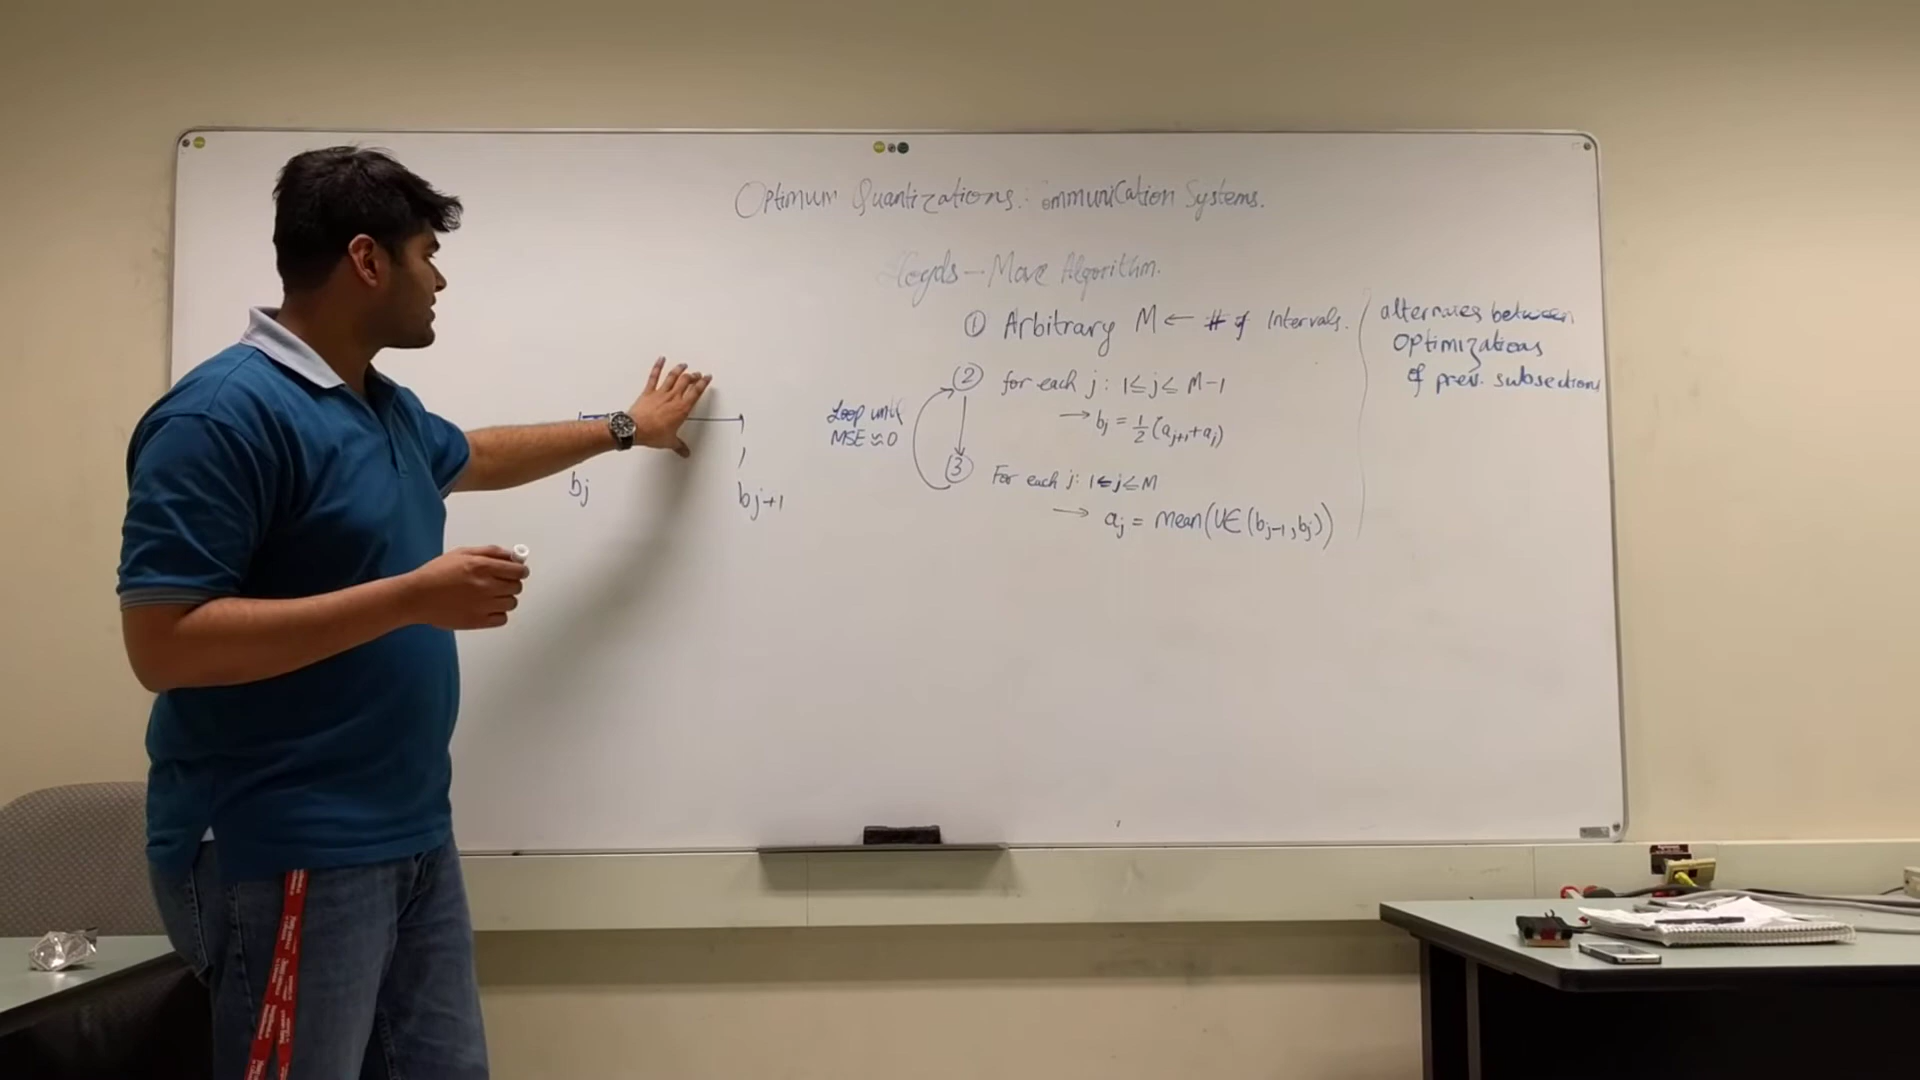 Optimum Quantizations: ommunication Systems.
Lloyds - Max Algorithm.
① Arbitrary M ← # of Intervals.
② for each j: 1 ≤ j ≤ M-1
→ bj = 1/2 (aj+1 + aj)
Loop until
MSE ≈ 0
③ For each j: 1 ≤ j ≤ M
→ aj = mean(U∈(bj-1, bj))
alternates between
Optimizations
of prev. subsections
bj
bj+1